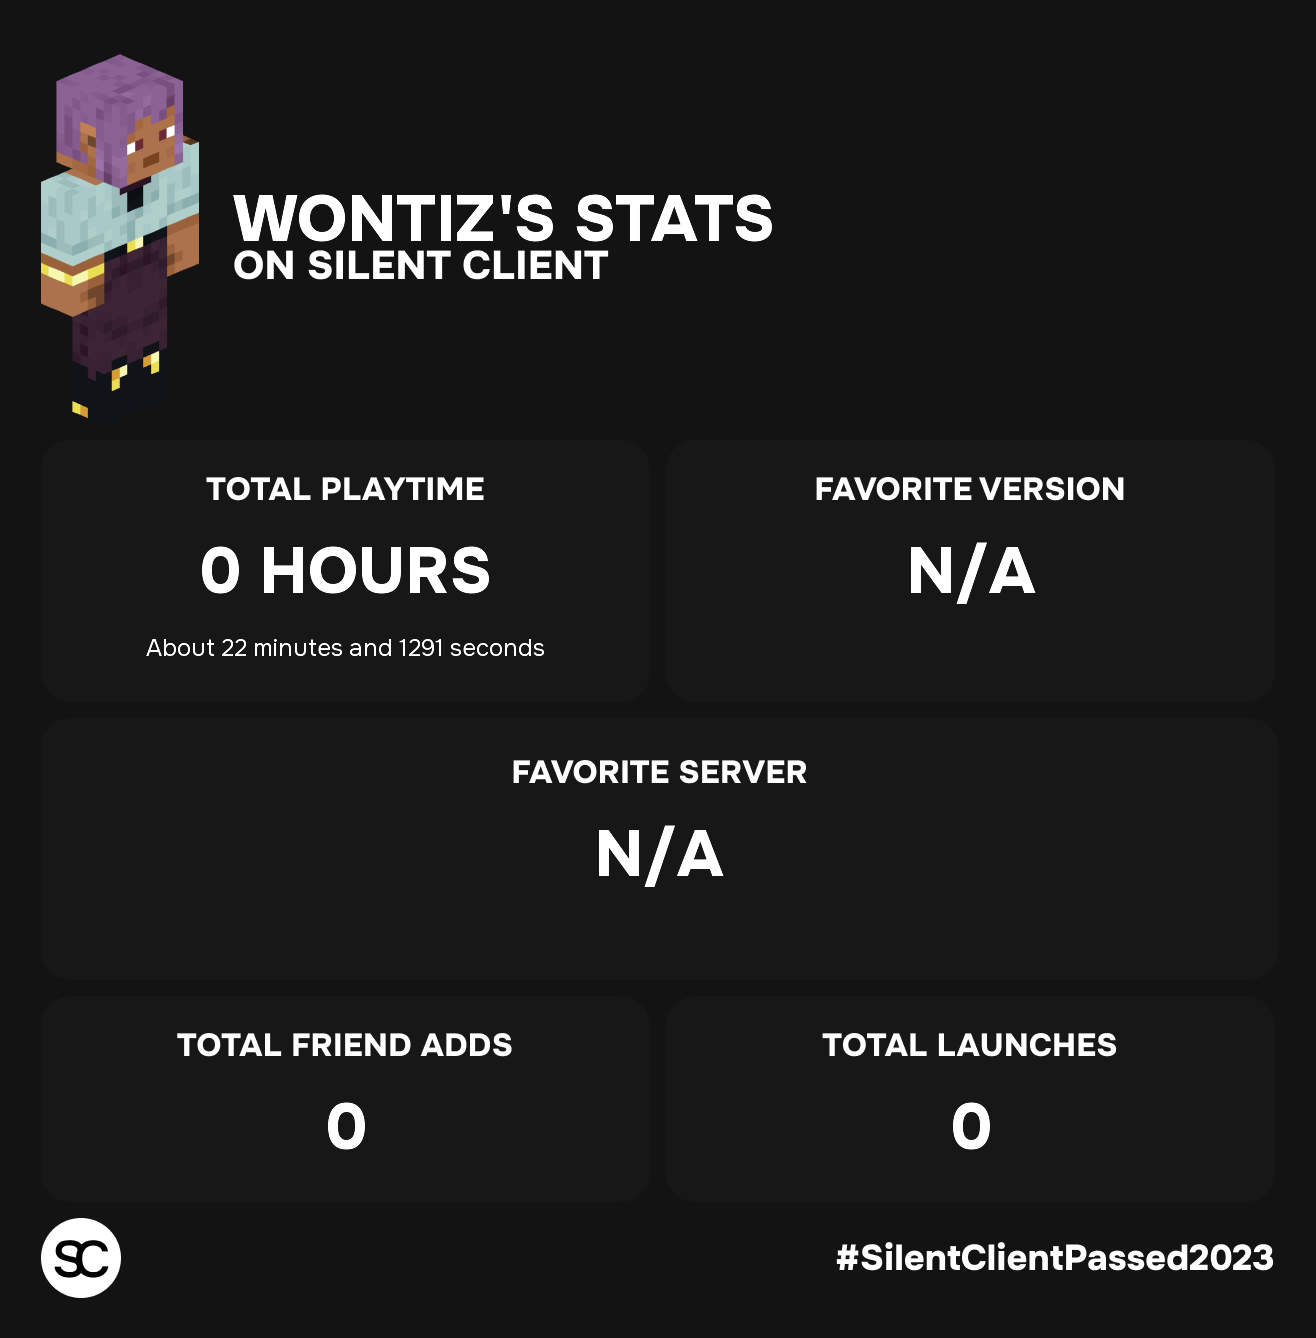 WONTIZ'S STATS
ON SILENT CLIENT
TOTAL PLAYTIME
0 HOURS
About 22 minutes and 1291 seconds
FAVORITE VERSION
N/A
FAVORITE SERVER
N/A
TOTAL FRIEND ADDS
0
TOTAL LAUNCHES
0
SC
#SilentClientPassed2023